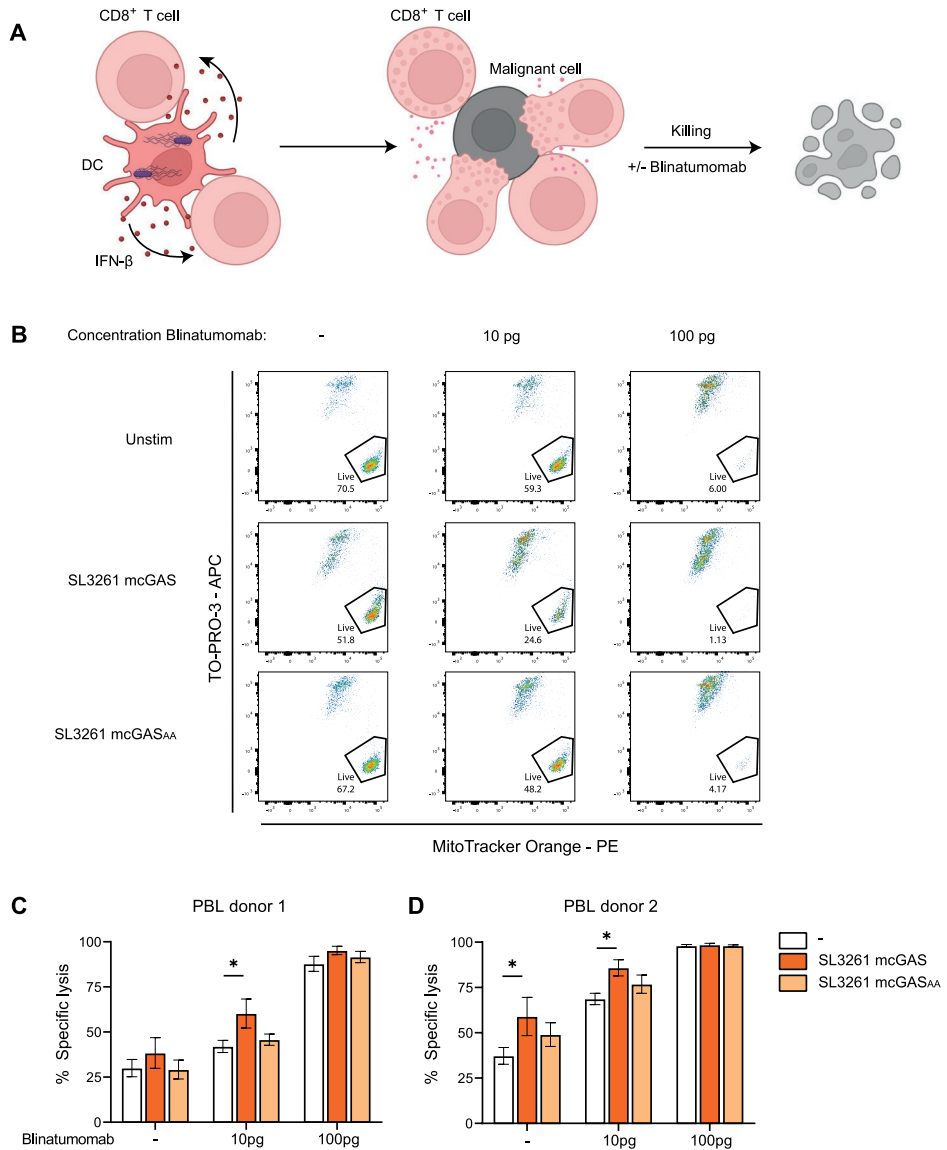 A
CD8⁺ T cell
DC
IFN-β
CD8⁺ T cell
Malignant cell
Killing
+/- Blinatumomab
B
Concentration Blinatumomab: - 10 pg 100 pg
Unstim
Live
70.5
Live
59.3
Live
6.00
SL3261 mcGAS
Live
51.8
Live
24.6
Live
1.13
SL3261 mcGASAA
Live
67.2
Live
48.2
Live
4.17
TO-PRO-3 - APC
MitoTracker Orange - PE
C
PBL donor 1
% Specific lysis
100
75
50
25
0
*
Blinatumomab - 10pg 100pg
D
PBL donor 2
% Specific lysis
100
75
50
25
0
*
*
- 10pg 100pg
-
SL3261 mcGAS
SL3261 mcGASAA